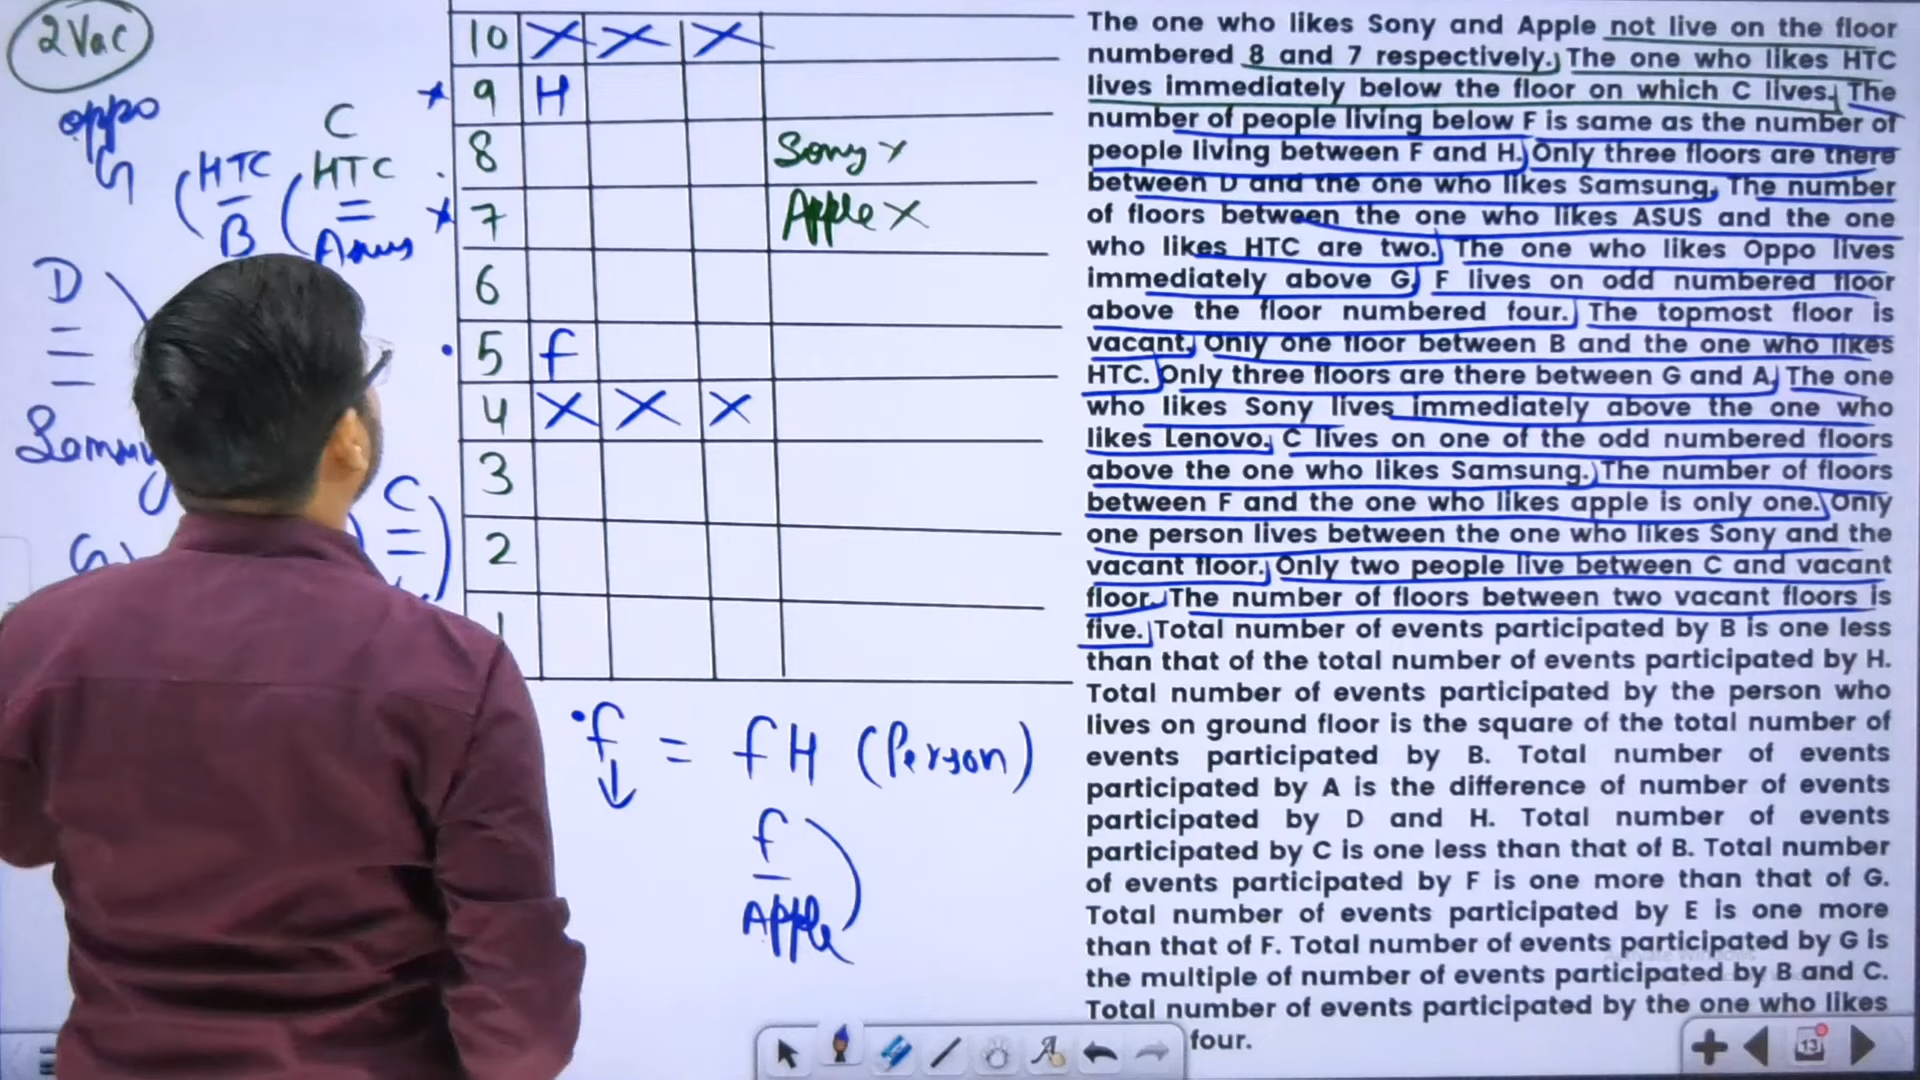 2Vac
oppo
G
HTC
B
C
HTC
Asus
D
C
10 X X X
9 H
8 Sony x
7 Apple X
6
5 f
4 X X X
3
2
1
f = f H (Person)
f
Apple
The one who likes Sony and Apple not live on the floor
numbered 8 and 7 respectively. The one who likes HTC
lives immediately below the floor on which C lives. The
number of people living below F is same as the number of
people living between F and H. Only three floors are there
between D and the one who likes Samsung. The number
of floors between the one who likes ASUS and the one
who likes HTC are two. The one who likes Oppo lives
immediately above G. F lives on odd numbered floor
above the floor numbered four. The topmost floor is
vacant. Only one floor between B and the one who likes
HTC. Only three floors are there between G and A. The one
who likes Sony lives immediately above the one who
likes Lenovo. C lives on one of the odd numbered floors
above the one who likes Samsung. The number of floors
between F and the one who likes apple is only one. Only
one person lives between the one who likes Sony and the
vacant floor. Only two people live between C and vacant
floor. The number of floors between two vacant floors is
five. Total number of events participated by B is one less
than that of the total number of events participated by H.
Total number of events participated by the person who
lives on ground floor is the square of the total number of
events participated by B. Total number of events
participated by A is the difference of number of events
participated by D and H. Total number of events
participated by C is one less than that of B. Total number
of events participated by F is one more than that of G.
Total number of events participated by E is one more
than that of F. Total number of events participated by G is
the multiple of number of events participated by B and C.
Total number of events participated by the one who likes
four.
13